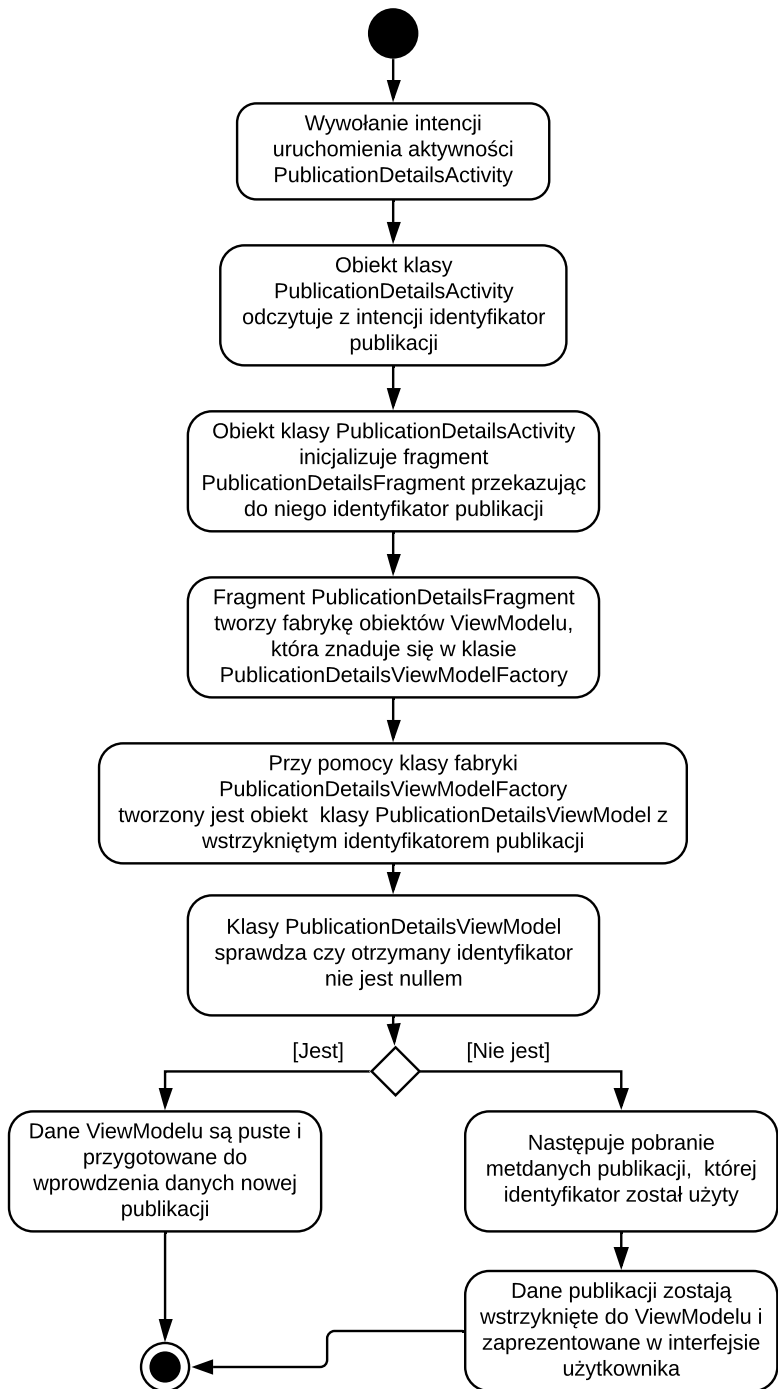 Wywołanie intencji
uruchomienia aktywności
PublicationDetailsActivity
Obiekt klasy
PublicationDetailsActivity
odczytuje z intencji identyfikator
publikacji
Obiekt klasy PublicationDetailsActivity
inicjalizuje fragment
PublicationDetailsFragment przekazując
do niego identyfikator publikacji
Fragment PublicationDetailsFragment
tworzy fabrykę obiektów ViewModelu,
która znaduje się w klasie
PublicationDetailsViewModelFactory
Przy pomocy klasy fabryki
PublicationDetailsViewModelFactory
tworzony jest obiekt  klasy PublicationDetailsViewModel z
wstrzykniętym identyfikatorem publikacji
Klasy PublicationDetailsViewModel
sprawdza czy otrzymany identyfikator
nie jest nullem
[Jest]
[Nie jest]
Dane ViewModelu są puste i
przygotowane do
wprowdzenia danych nowej
publikacji
Następuje pobranie
metdanych publikacji,  której
identyfikator został użyty
Dane publikacji zostają
wstrzyknięte do ViewModelu i
zaprezentowane w interfejsie
użytkownika